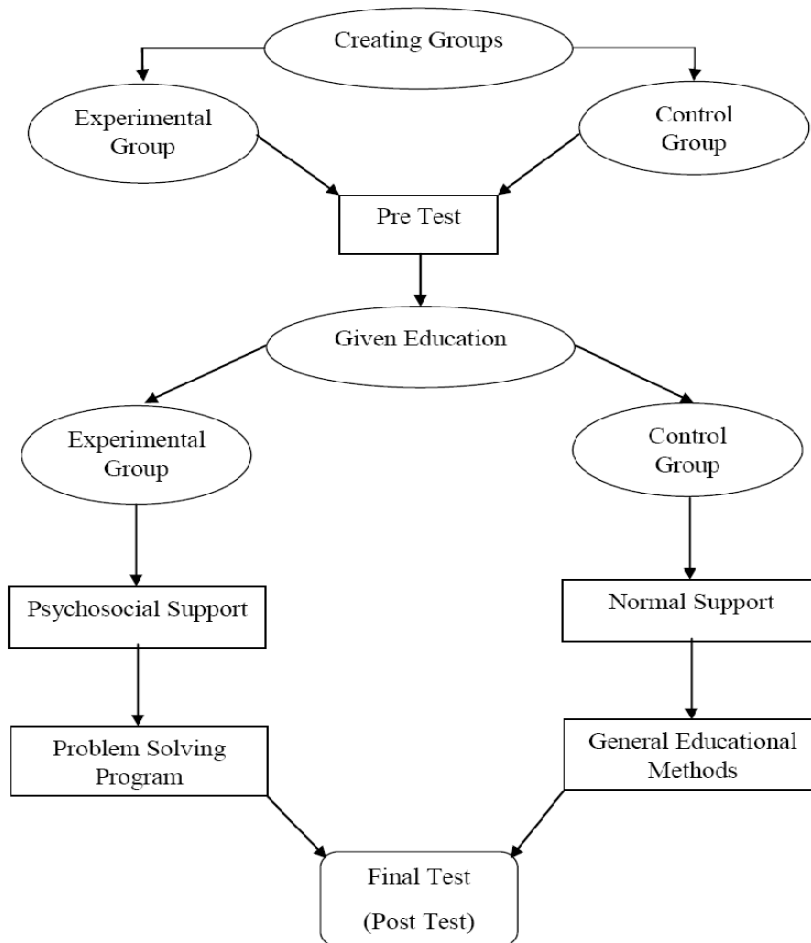 Creating Groups
Experimental
Group
Control
Group
Pre Test
Given Education
Experimental
Group
Control
Group
Psychosocial Support
Normal Support
Problem Solving
Program
General Educational
Methods
Final Test
(Post Test)